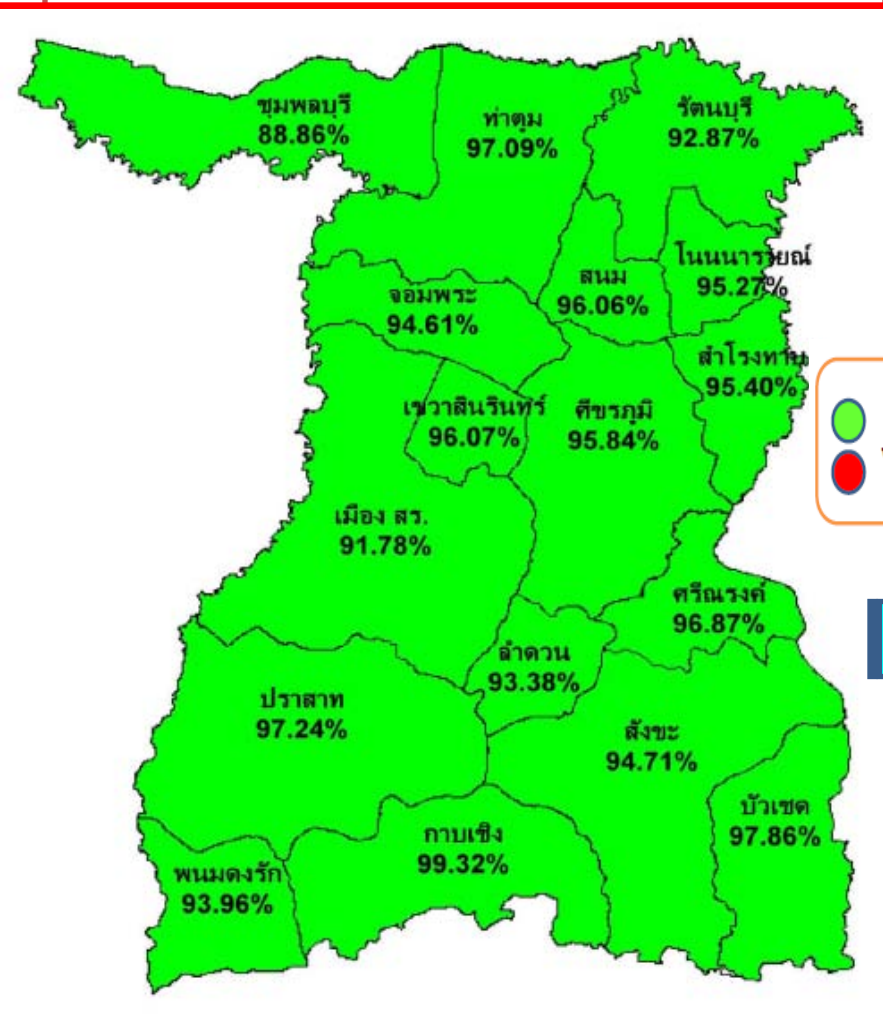 ชุมพลบุรี
88.86%
ท่าตูม
97.09%
รัตนบุรี
92.87%
โนนนารายณ์
95.27%
สนม
96.06%
จอมพระ
94.61%
สำโรงทาบ
95.40%
เขวาสินรินทร์
96.07%
ศีขรภูมิ
95.84%
เมือง สร.
91.78%
ศรีณรงค์
96.87%
ลำดวน
93.38%
ปราสาท
97.24%
สังขะ
94.71%
บัวเชด
97.86%
กาบเชิง
99.32%
พนมดงรัก
93.96%